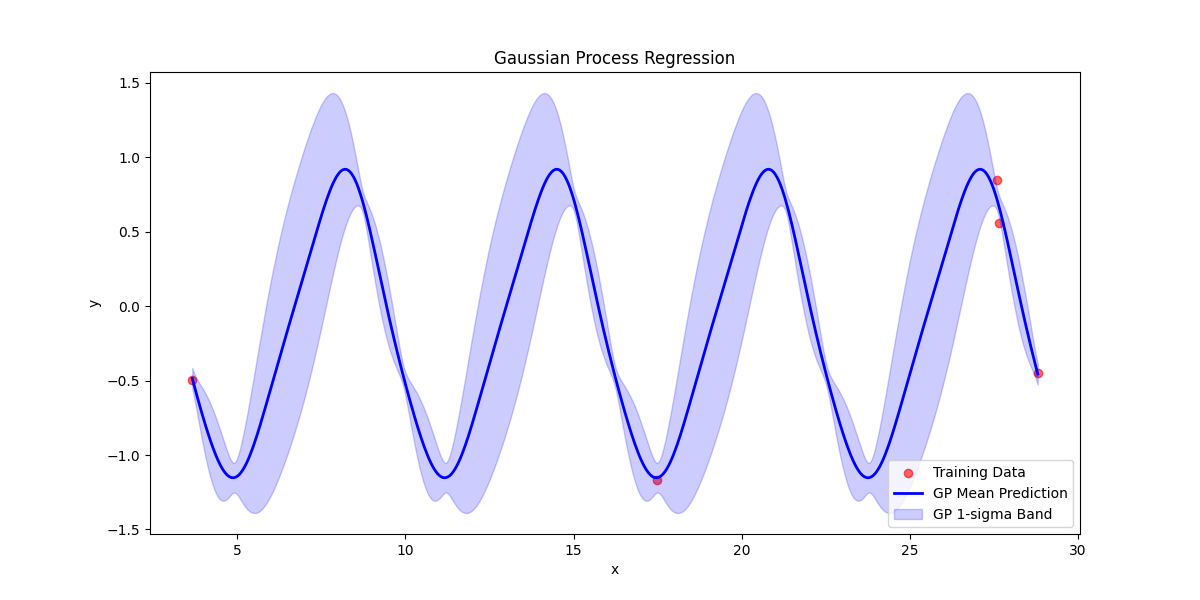 Gaussian Process Regression
1.5
1.0
0.5
0.0
−0.5
−1.0
−1.5
y
Training Data
GP Mean Prediction
GP 1-sigma Band
5 10 15 20 25 30
x